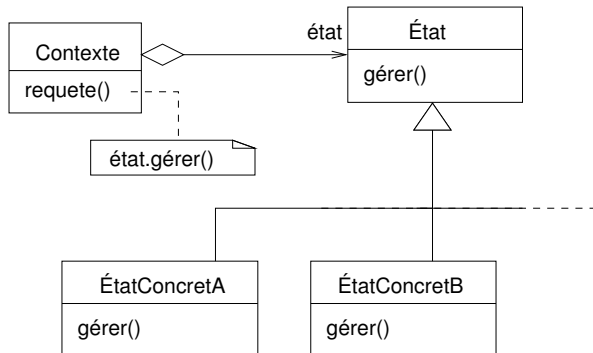 Contexte
requete()
état.gérer()
état
État
gérer()
ÉtatConcretA
gérer()
ÉtatConcretB
gérer()